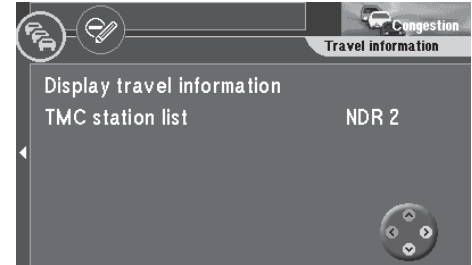 Congestion
Travel information
Display travel information
TMC station list NDR 2